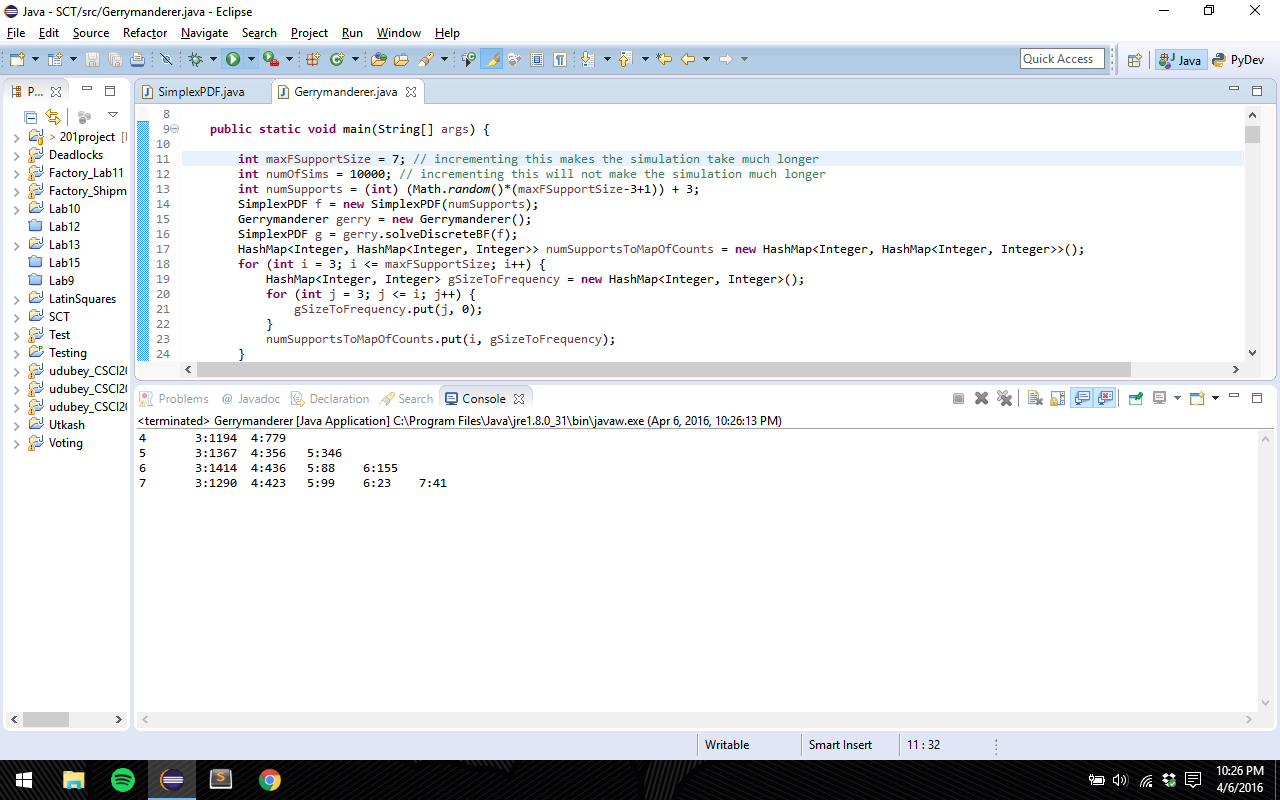 Java - SCT/src/Gerrymanderer.java - Eclipse
File Edit Source Refactor Navigate Search Project Run Window Help
Quick Access Java PyDev
P... SimplexPDF.java Gerrymanderer.java
> 201project
Deadlocks
Factory_Lab11
Factory_Shipm
Lab10
Lab12
Lab13
Lab15
Lab9
LatinSquares
SCT
Test
Testing
udubey_CSCI20
udubey_CSCI20
udubey_CSCI20
Utkash
Voting
8
9 public static void main(String[] args) {
10
11 int maxFSupportSize = 7; // incrementing this makes the simulation take much longer
12 int numOfSims = 10000; // incrementing this will not make the simulation much longer
13 int numSupports = (int) (Math.random()*(maxFSupportSize-3+1)) + 3;
14 SimplexPDF f = new SimplexPDF(numSupports);
15 Gerrymanderer gerry = new Gerrymanderer();
16 SimplexPDF g = gerry.solveDiscreteBF(f);
17 HashMap<Integer, HashMap<Integer, Integer>> numSupportsToMapOfCounts = new HashMap<Integer, HashMap<Integer, Integer>>();
18 for (int i = 3; i <= maxFSupportSize; i++) {
19 HashMap<Integer, Integer> gSizeToFrequency = new HashMap<Integer, Integer>();
20 for (int j = 3; j <= i; j++) {
21 gSizeToFrequency.put(j, 0);
22 }
23 numSupportsToMapOfCounts.put(i, gSizeToFrequency);
24 }
Problems @ Javadoc Declaration Search Console
<terminated> Gerrymanderer [Java Application] C:\Program Files\Java\jre1.8.0_31\bin\javaw.exe (Apr 6, 2016, 10:26:13 PM)
4 3:1194 4:779
5 3:1367 4:356 5:346
6 3:1414 4:436 5:88 6:155
7 3:1290 4:423 5:99 6:23 7:41
Writable Smart Insert 11 : 32
10:26 PM
4/6/2016